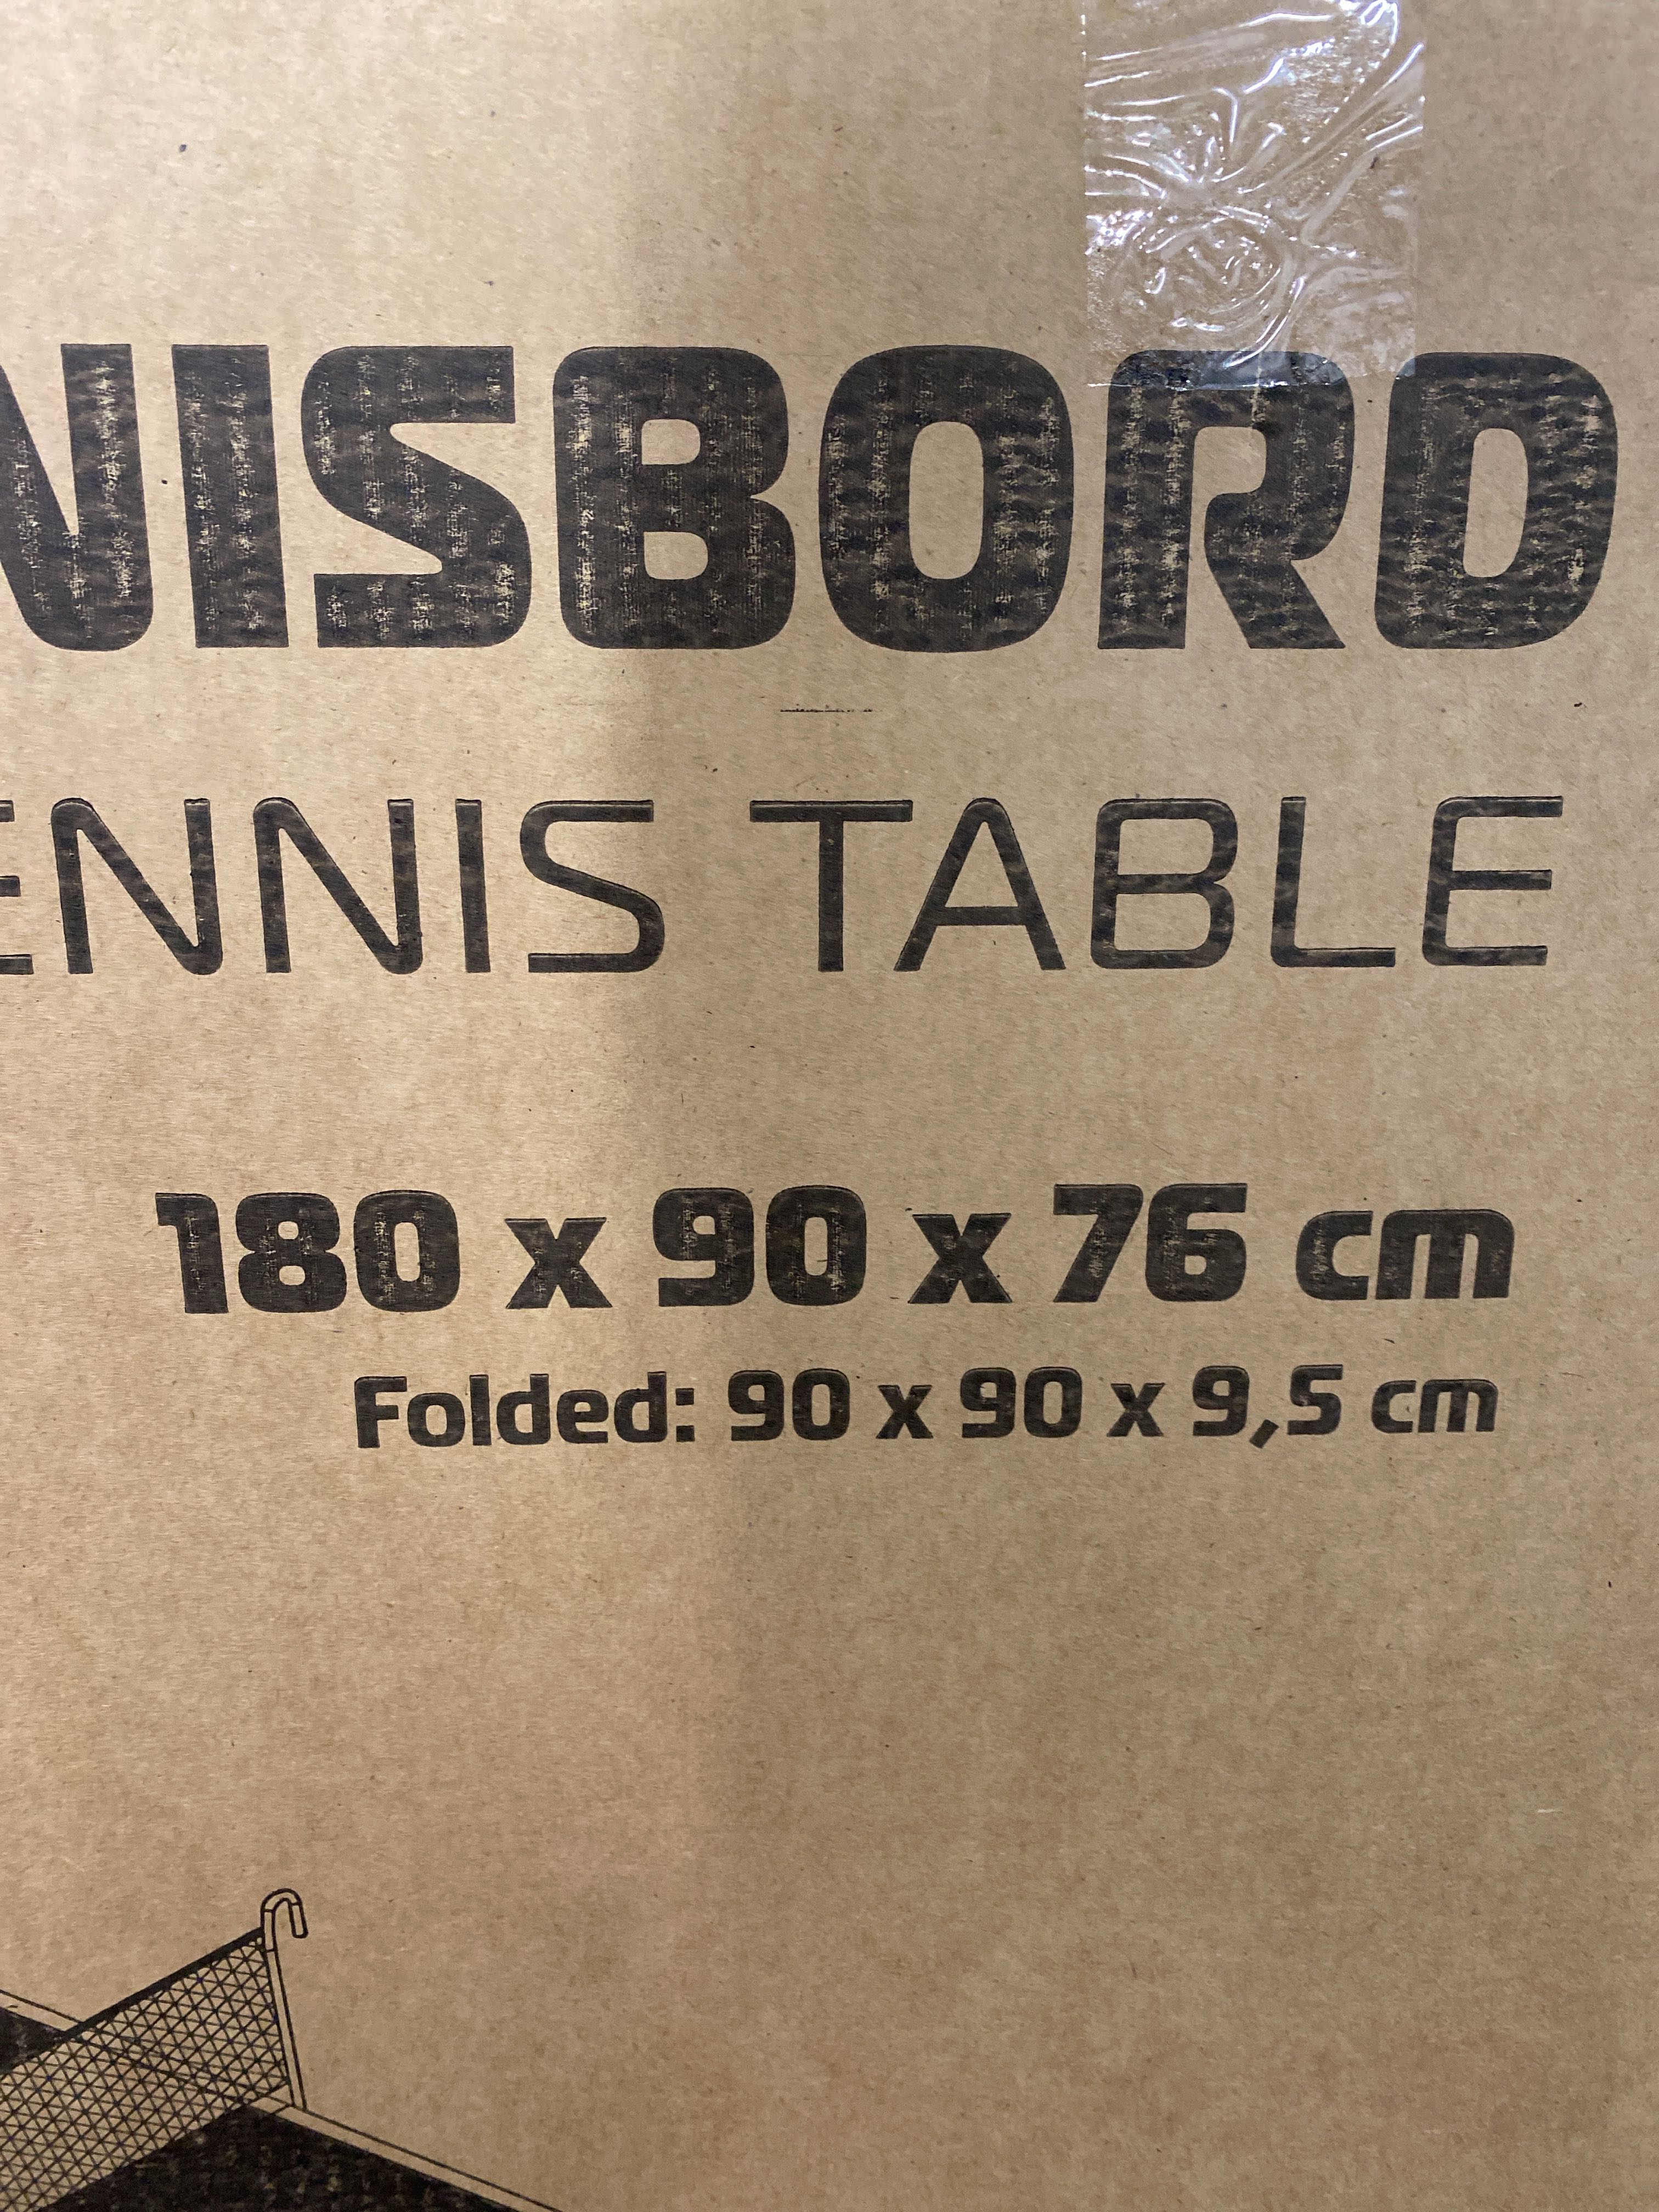 NISBORD
ENNIS TABLE
180 x 90 x 76 cm
Folded: 90 x 90 x 9,5 cm